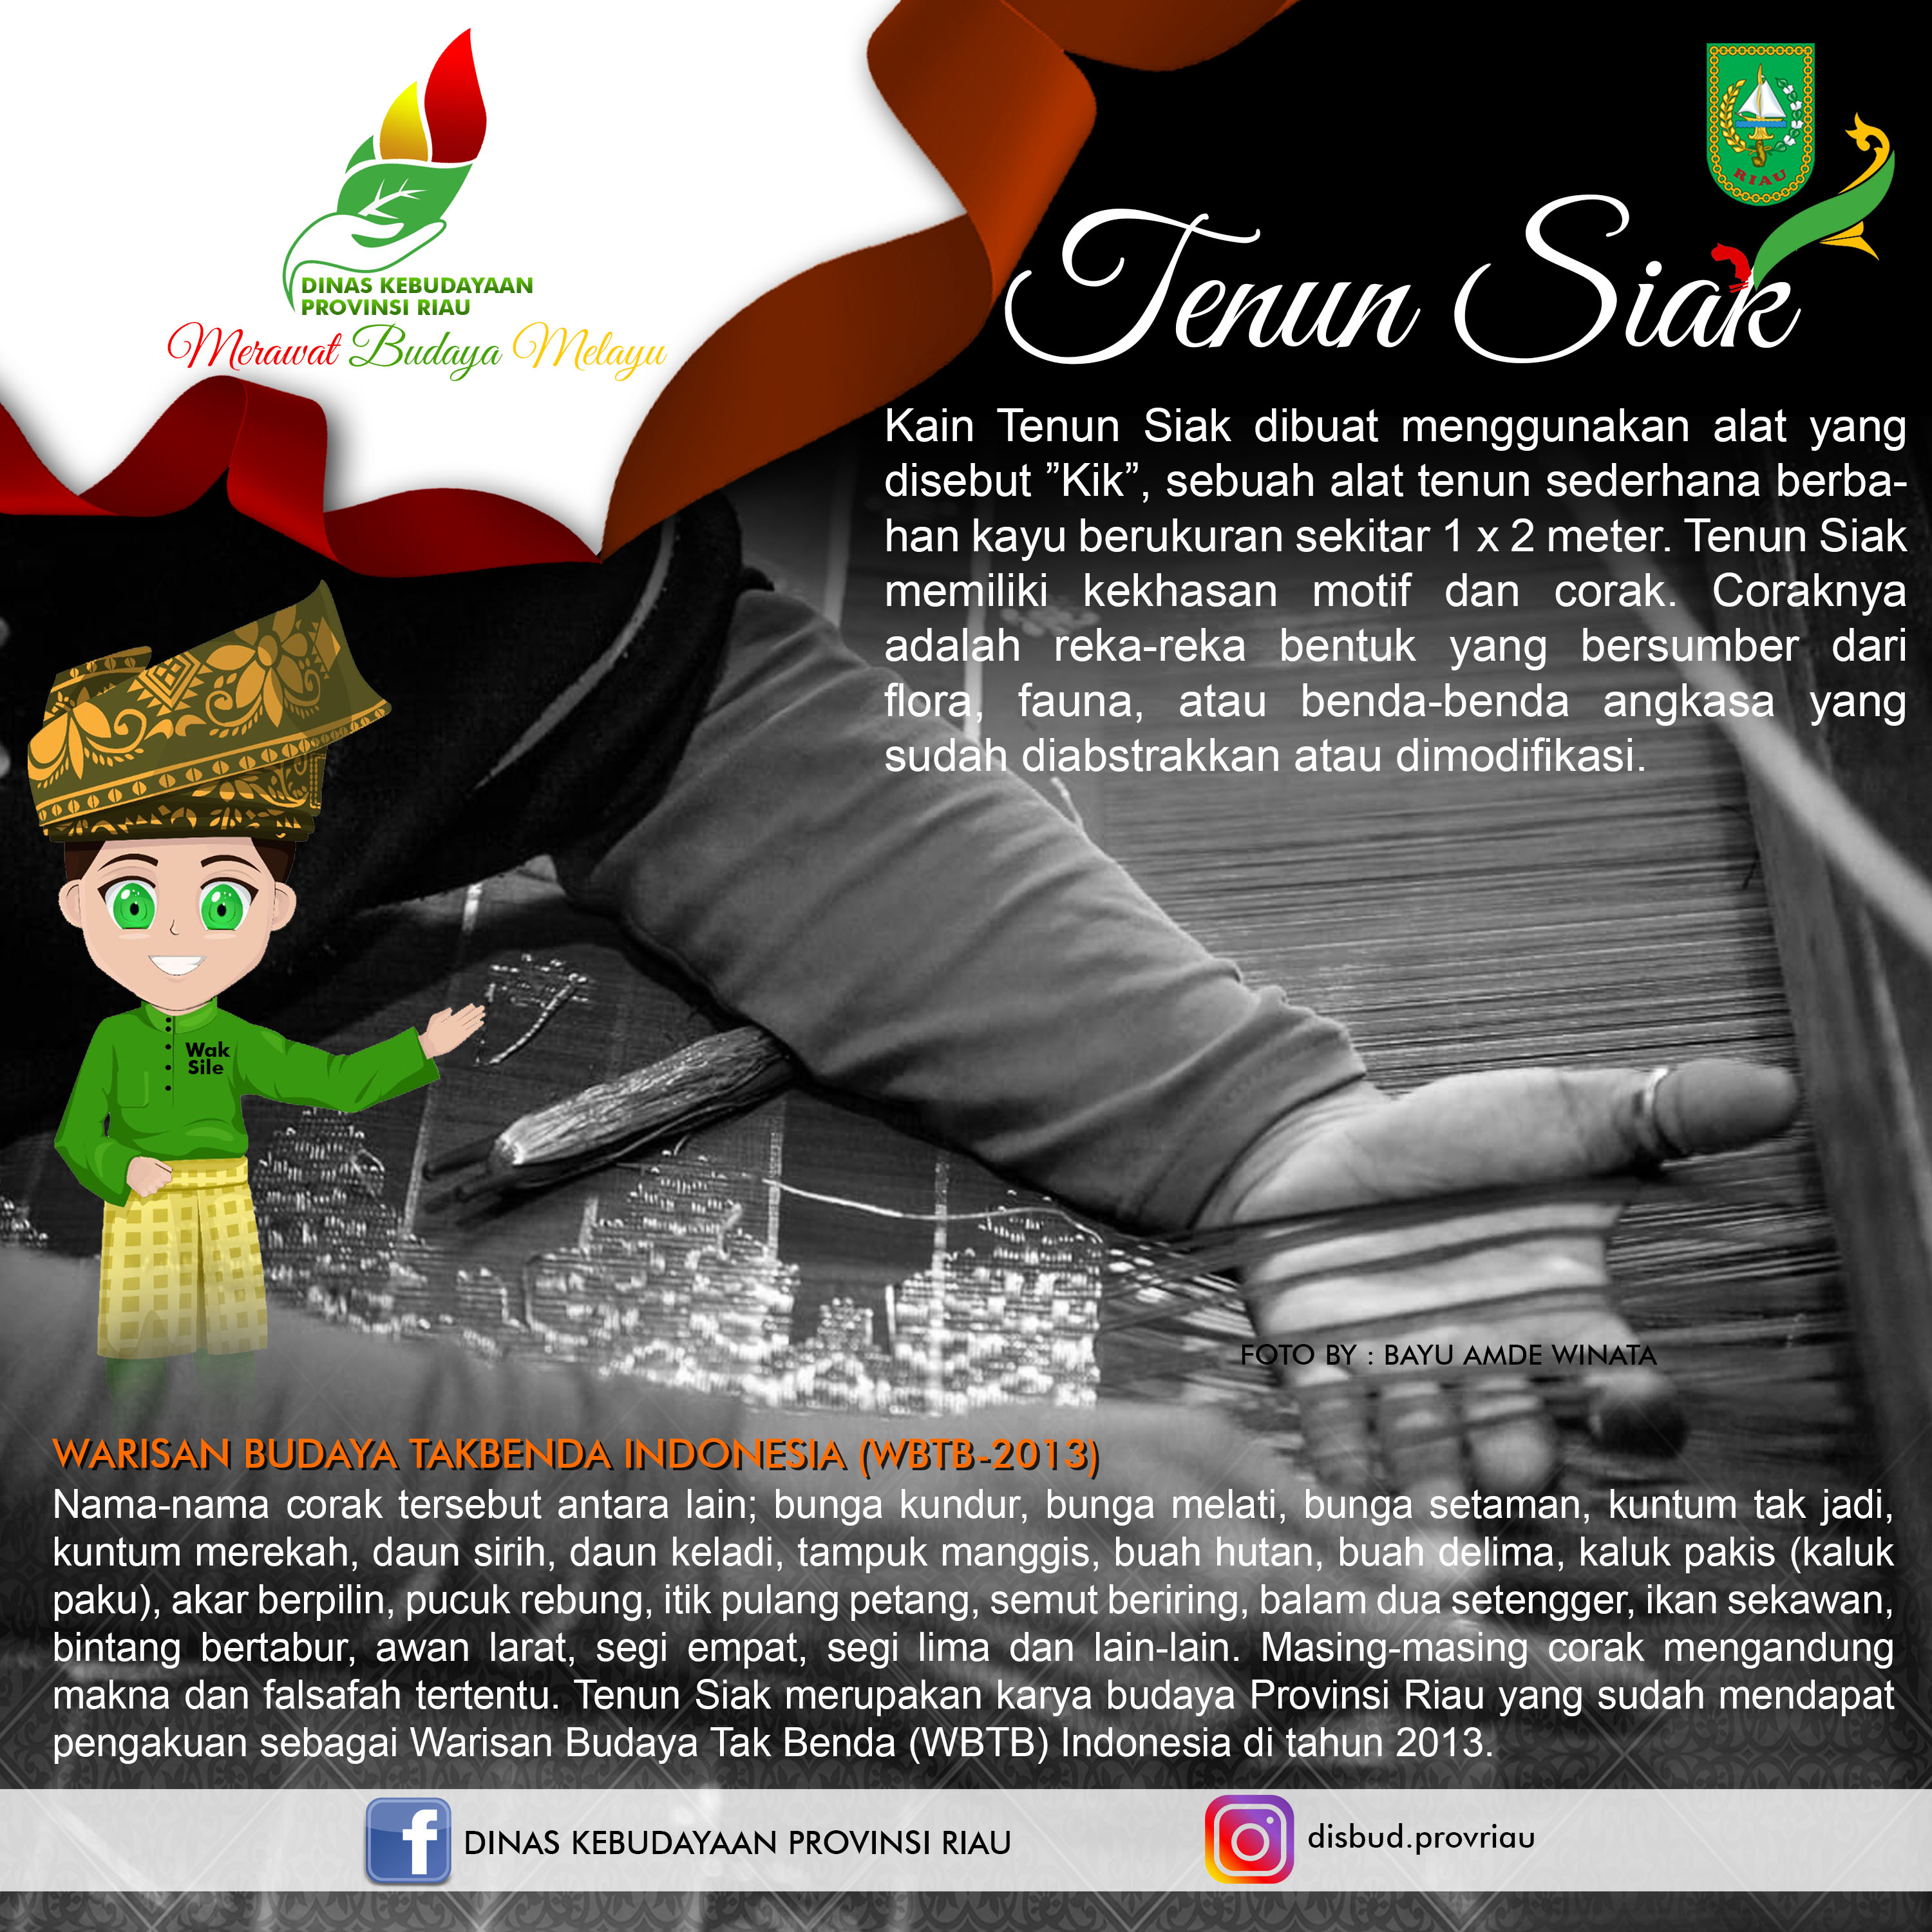 DINAS KEBUDAYAAN
PROVINSI RIAU
Merawat Budaya Melayu
RIAU
Tenun Siak
Kain Tenun Siak dibuat menggunakan alat yang
disebut ”Kik”, sebuah alat tenun sederhana berba-
han kayu berukuran sekitar 1 x 2 meter. Tenun Siak
memiliki kekhasan motif dan corak. Coraknya
adalah reka-reka bentuk yang bersumber dari
flora, fauna, atau benda-benda angkasa yang
sudah diabstrakkan atau dimodifikasi.
Wak
Sile
FOTO BY : BAYU AMDE WINATA
WARISAN BUDAYA TAKBENDA INDONESIA (WBTB-2013)
Nama-nama corak tersebut antara lain; bunga kundur, bunga melati, bunga setaman, kuntum tak jadi,
kuntum merekah, daun sirih, daun keladi, tampuk manggis, buah hutan, buah delima, kaluk pakis (kaluk
paku), akar berpilin, pucuk rebung, itik pulang petang, semut beriring, balam dua setengger, ikan sekawan,
bintang bertabur, awan larat, segi empat, segi lima dan lain-lain. Masing-masing corak mengandung
makna dan falsafah tertentu. Tenun Siak merupakan karya budaya Provinsi Riau yang sudah mendapat
pengakuan sebagai Warisan Budaya Tak Benda (WBTB) Indonesia di tahun 2013.
f DINAS KEBUDAYAAN PROVINSI RIAU
disbud.provriau